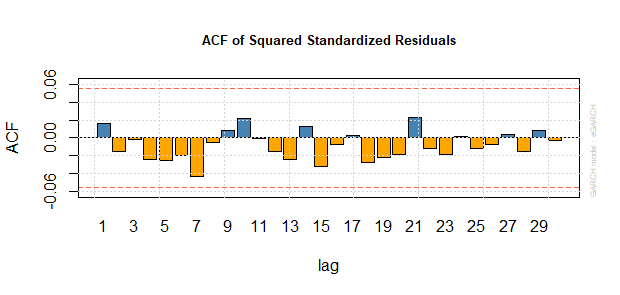 ACF of Squared Standardized Residuals
ACF
0.06
0.00
-0.06
1 3 5 7 9 11 13 15 17 19 21 23 25 27 29
lag
GARCH model: eGARCH